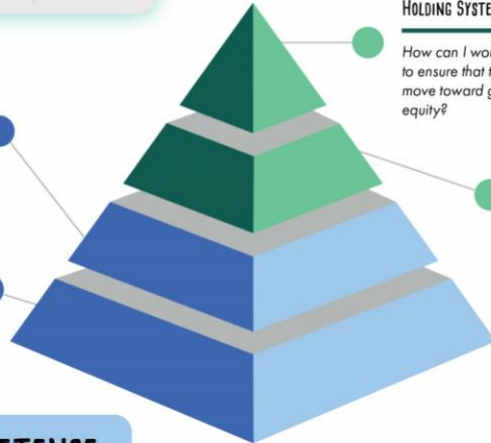 HOLDING SYSTE
How can I wor
to ensure that t
move toward g
equity?